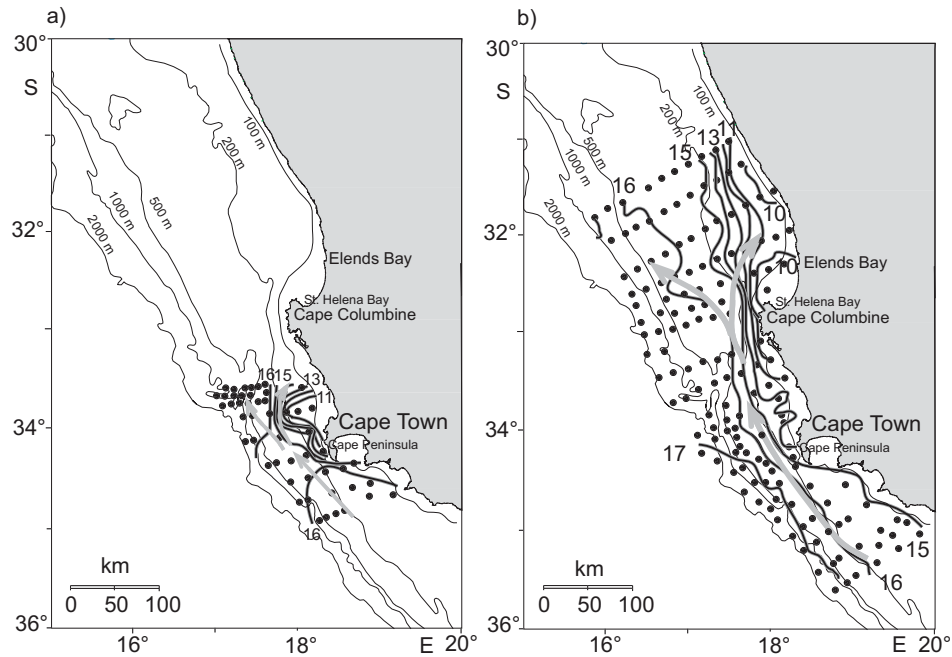 a)
30°
S
32°
34°
36°
16°
18°
E 20°
100 m
200 m
500 m
1000 m
2000 m
Elends Bay
St. Helena Bay
Cape Columbine
16 15 13
11
Cape Town
Cape Peninsula
16
km
0 50 100
b)
30°
S
32°
34°
36°
16°
18°
E 20°
100 m
200 m
500 m
1000 m
2000 m
11
13
15
16
10
10
Elends Bay
St. Helena Bay
Cape Columbine
Cape Town
Cape Peninsula
17
15
16
km
0 50 100